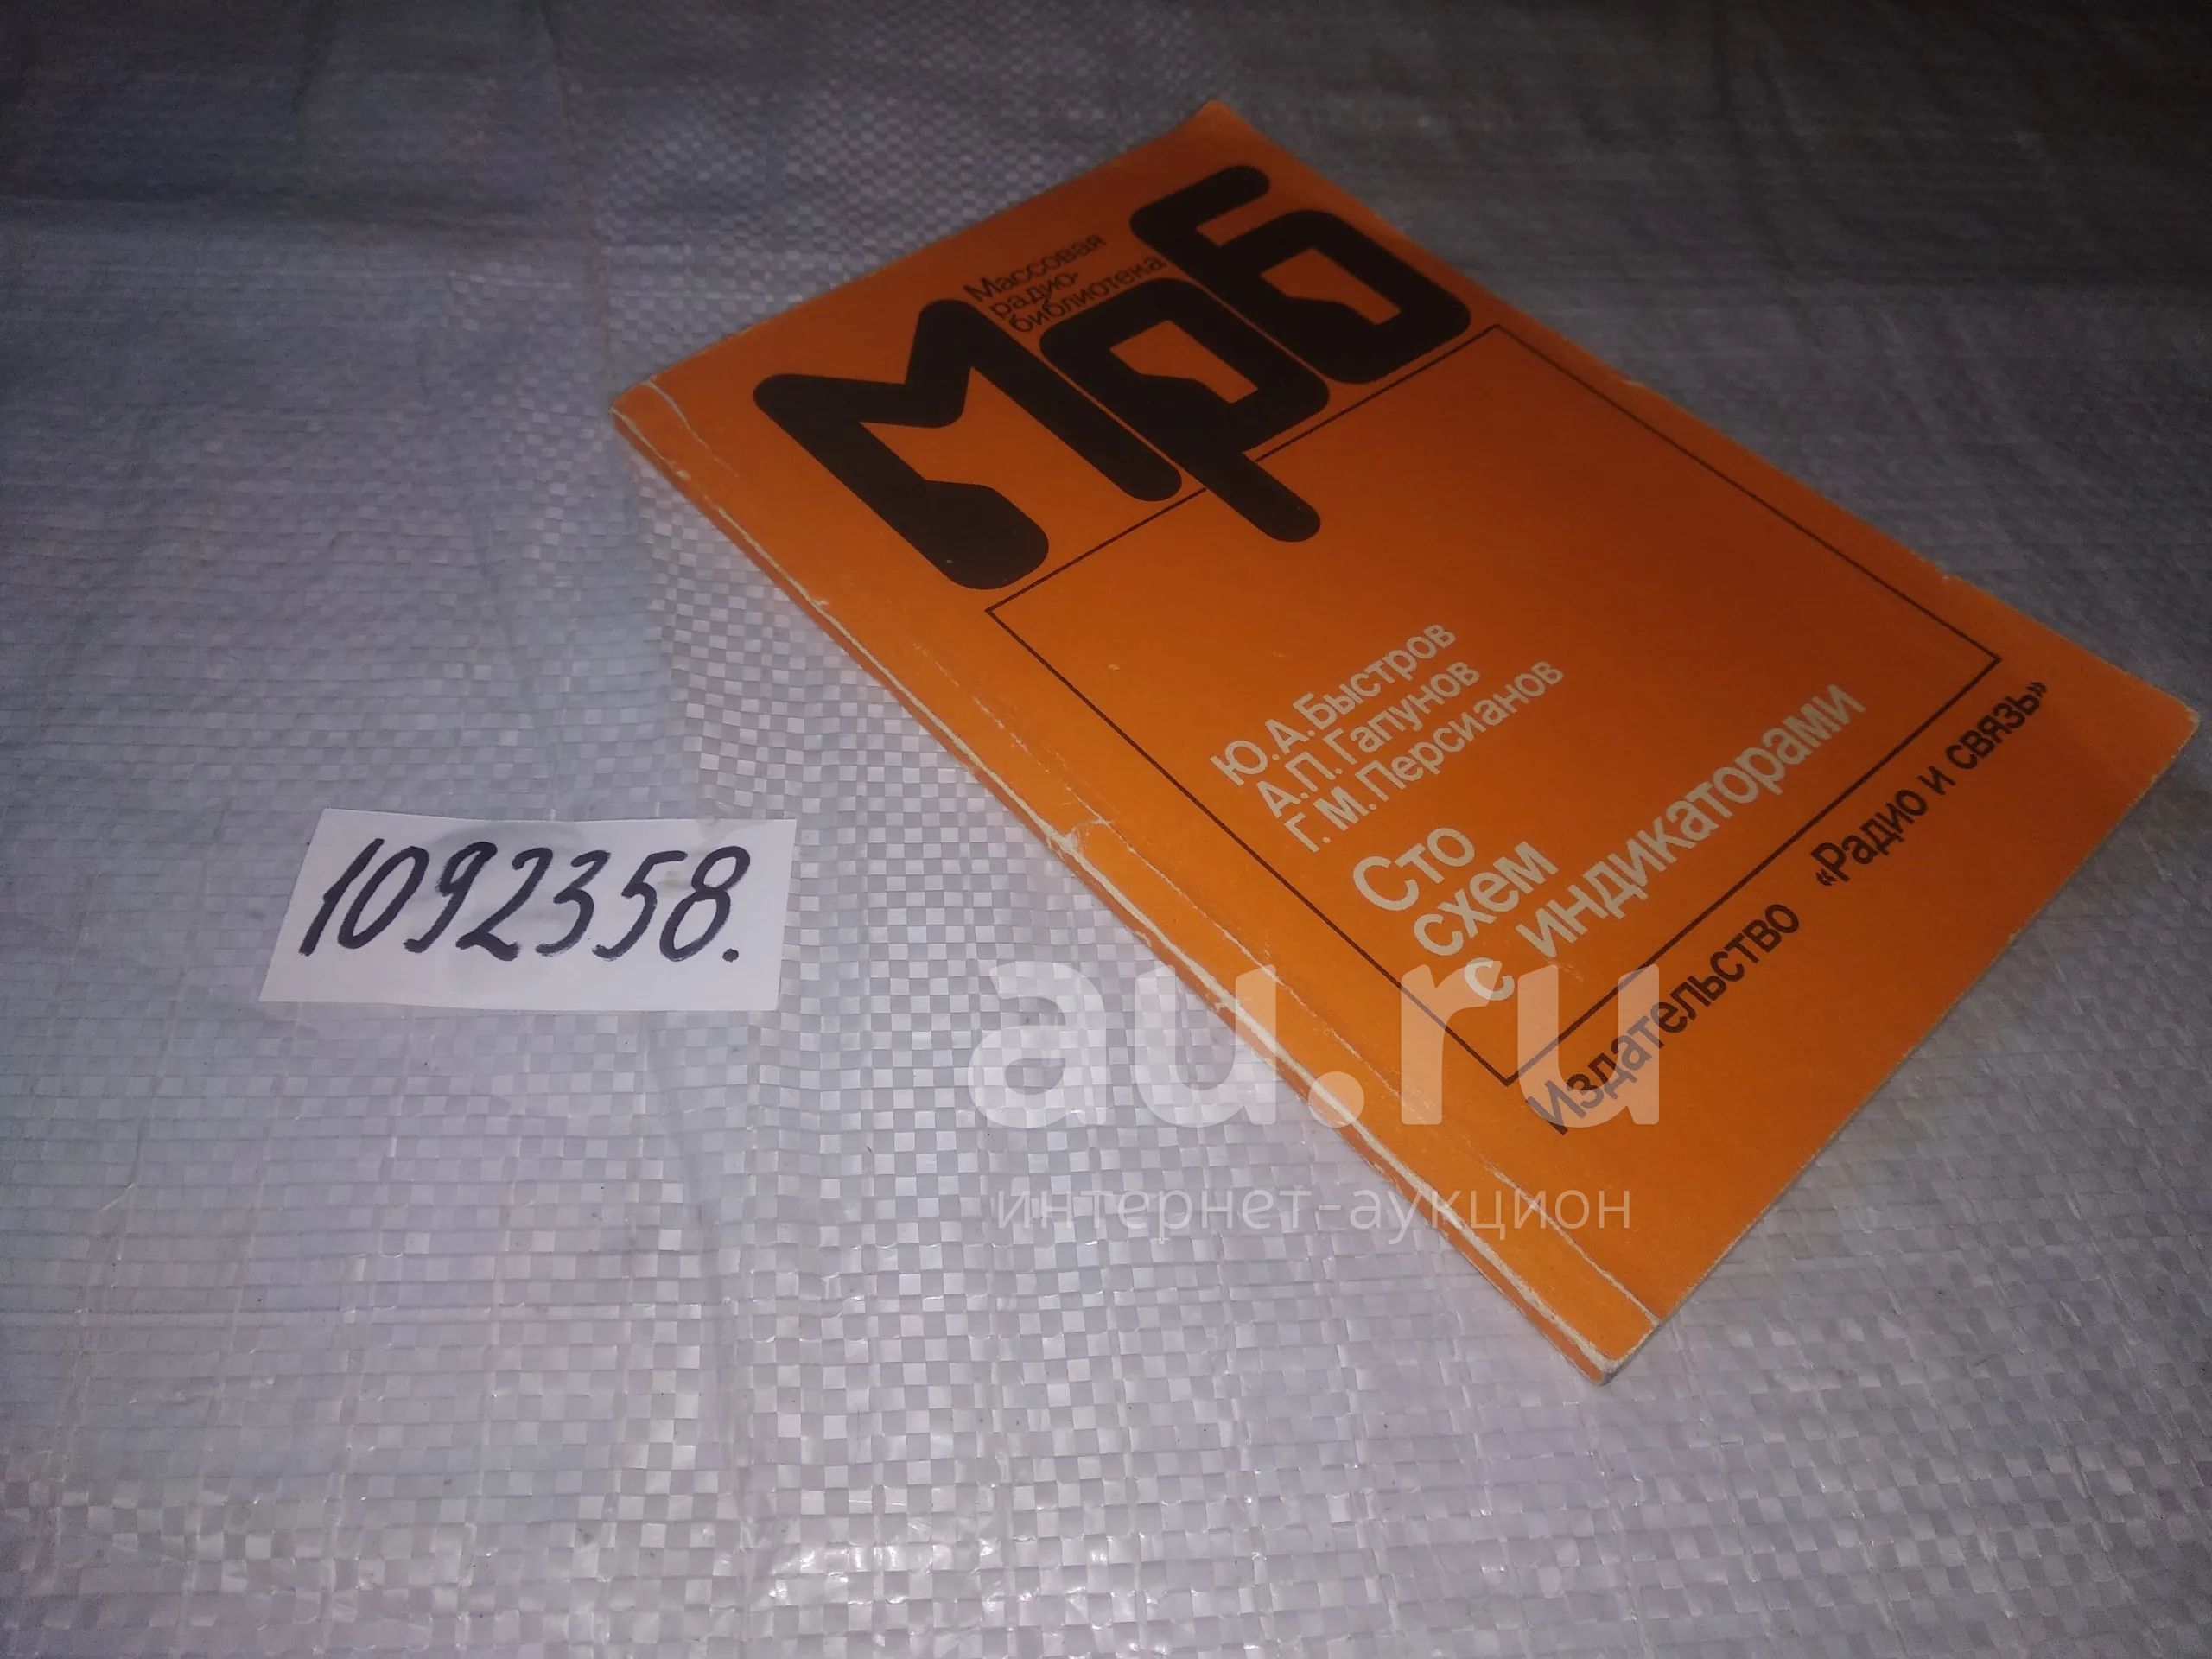 Массовая
радио-
библиотека
Мрб
Ю.А.Быстров
А.П.Гапунов
Г.М.Персианов
Сто
схем
с индикаторами
Издательство «Радио и связь»
1092358.
au.ru
интернет-аукцион